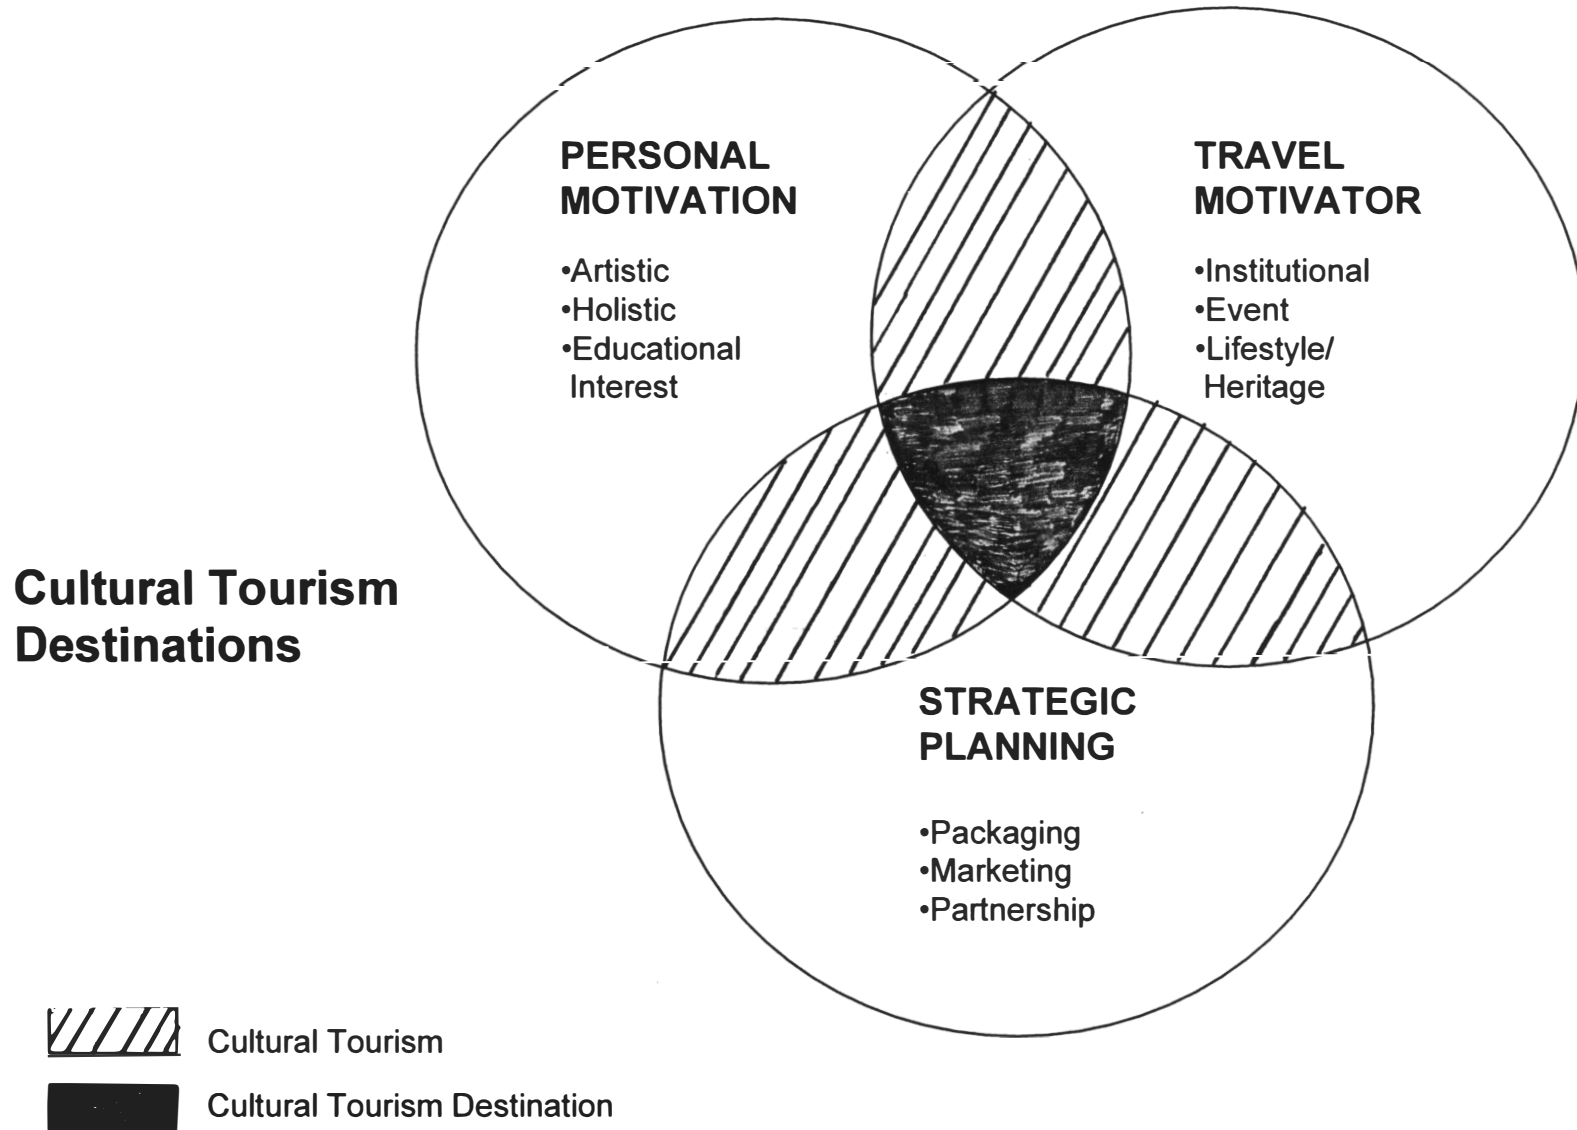 PERSONAL
MOTIVATION
•Artistic
•Holistic
•Educational
Interest
TRAVEL
MOTIVATOR
•Institutional
•Event
•Lifestyle/
Heritage
Cultural Tourism
Destinations
STRATEGIC
PLANNING
•Packaging
•Marketing
•Partnership
Cultural Tourism
Cultural Tourism Destination